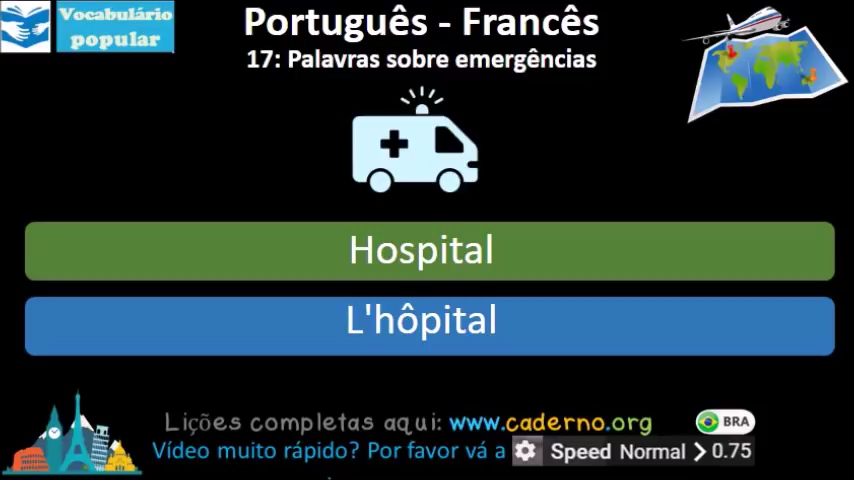 Vocabulário
popular
Português - Francês
17: Palavras sobre emergências
Hospital
L'hôpital
Lições completas aqui: www.caderno.org
BRA
Vídeo muito rápido? Por favor vá a Speed Normal > 0.75